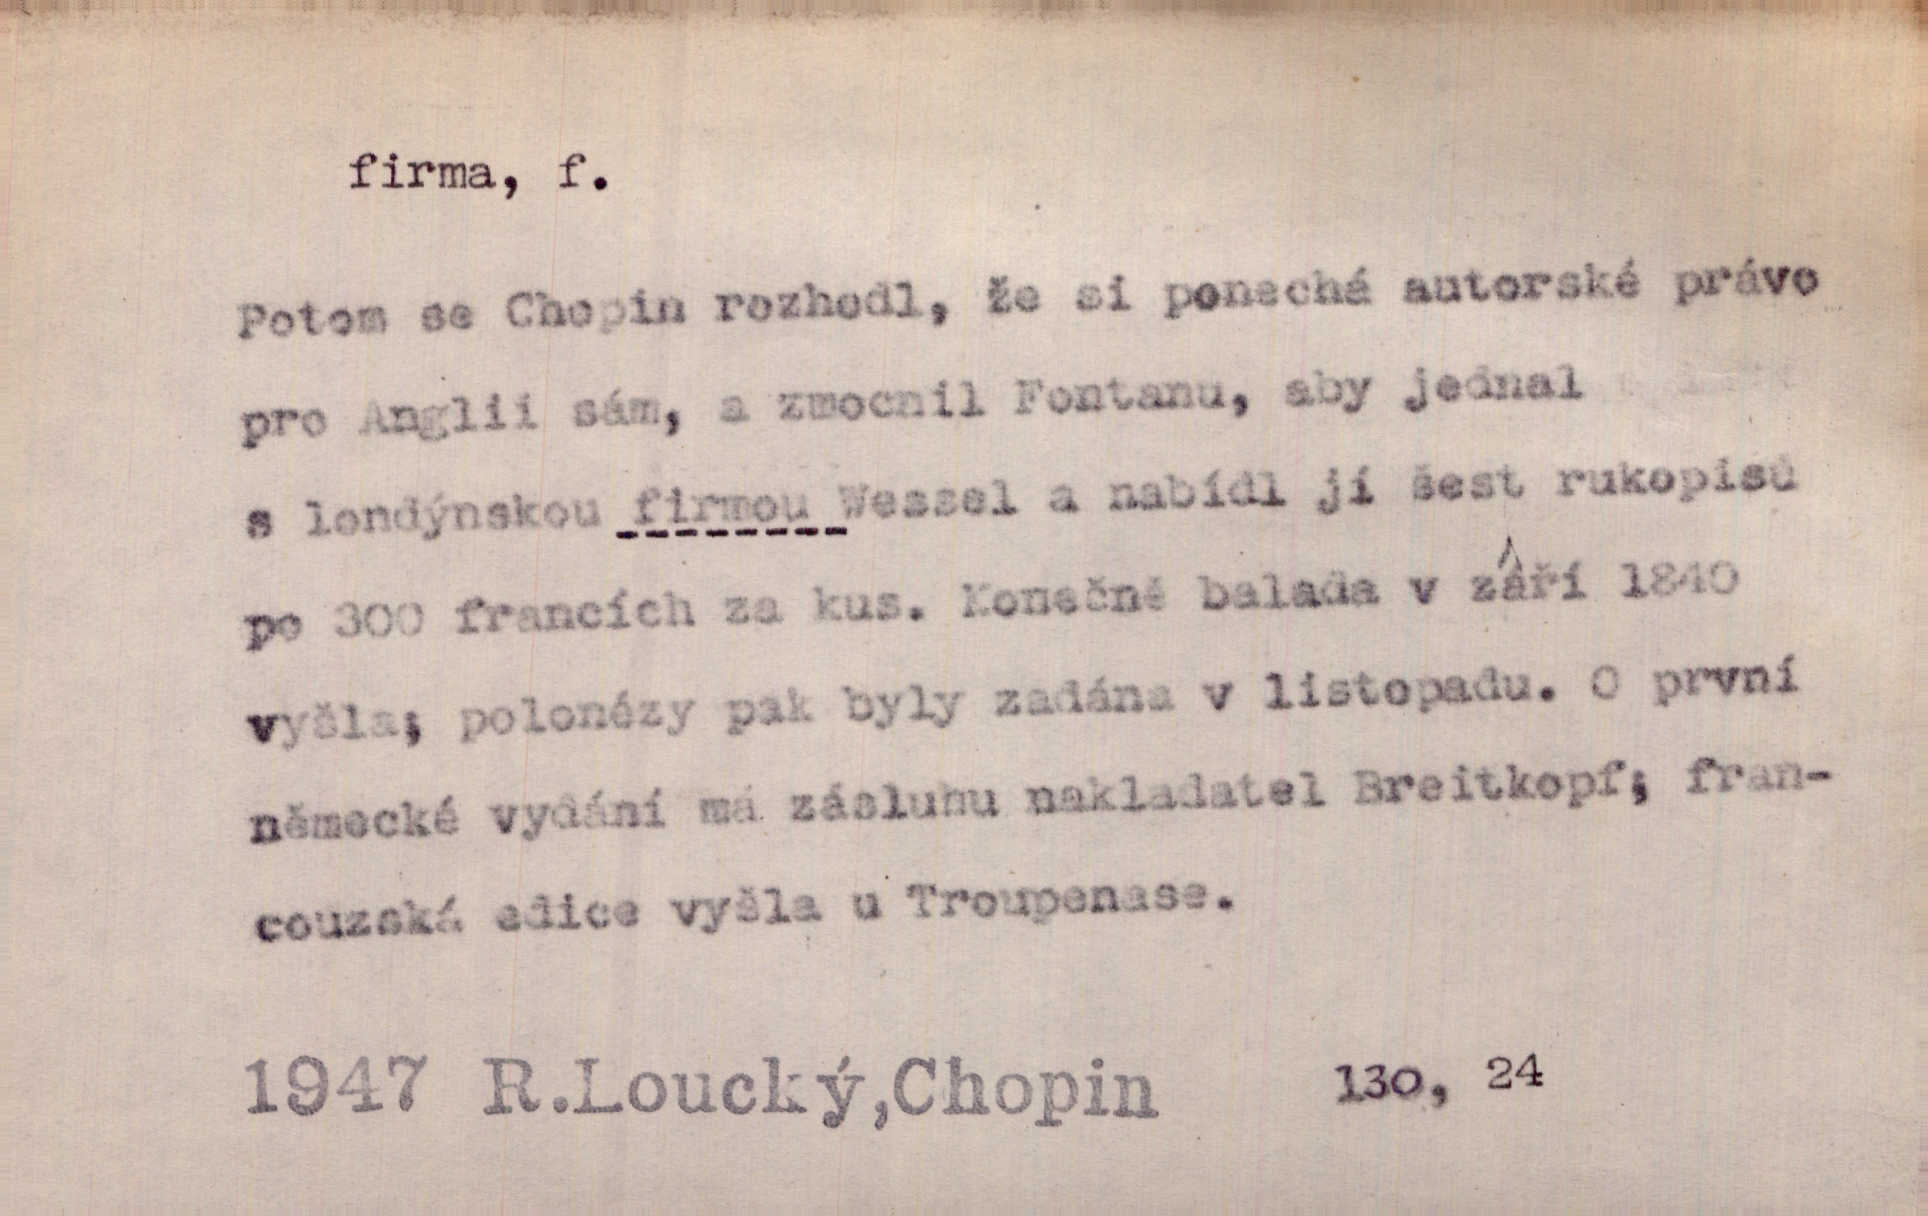 firma, f.
Potom se Chopin rozhodl, že si ponechá autorské právo
pro Anglii sám, a zmocnil Fontanu, aby jednal
s londýnskou firmou Wessel a nabídl jí šest rukopisů
po 300 francích za kus. Konečně balada v září 1840
vyšla; polonézy pak byly zadána v listopadu. O první
německé vydání má zásluhu nakladatel Breitkopf; fran-
couzská edice vyšla u Troupenase.
1947 R.Loucký,Chopin 130, 24